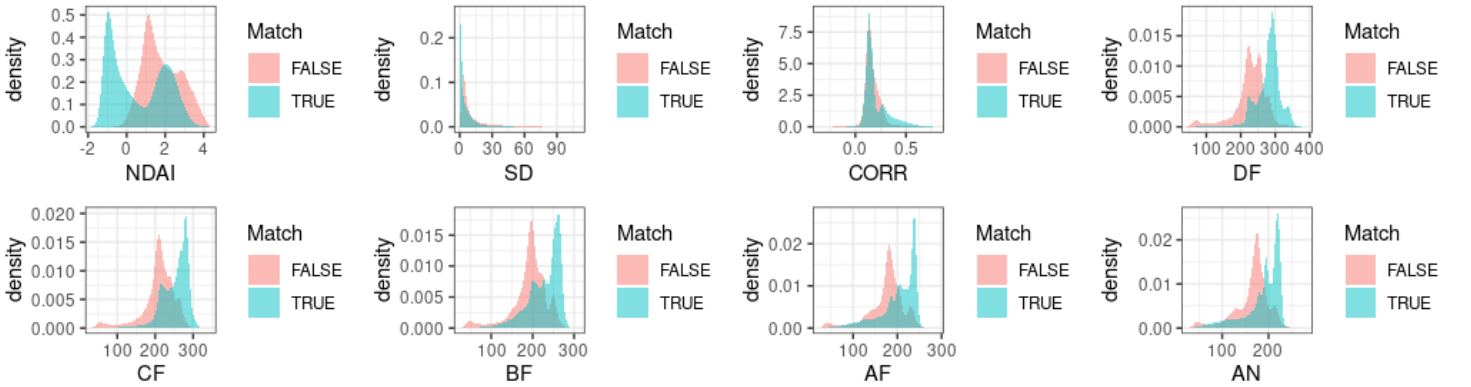 density
0.5
0.4
0.3
0.2
0.1
0.0
-2 0 2 4
NDAI
Match
FALSE
TRUE
density
0.2
0.1
0.0
0 30 60 90
SD
Match
FALSE
TRUE
density
7.5
5.0
2.5
0.0
0.0 0.5
CORR
Match
FALSE
TRUE
density
0.015
0.010
0.005
0.000
100 200 300 400
DF
Match
FALSE
TRUE
density
0.020
0.015
0.010
0.005
0.000
100 200 300
CF
Match
FALSE
TRUE
density
0.015
0.010
0.005
0.000
100 200 300
BF
Match
FALSE
TRUE
density
0.02
0.01
0.00
100 200 300
AF
Match
FALSE
TRUE
density
0.02
0.01
0.00
100 200
AN
Match
FALSE
TRUE